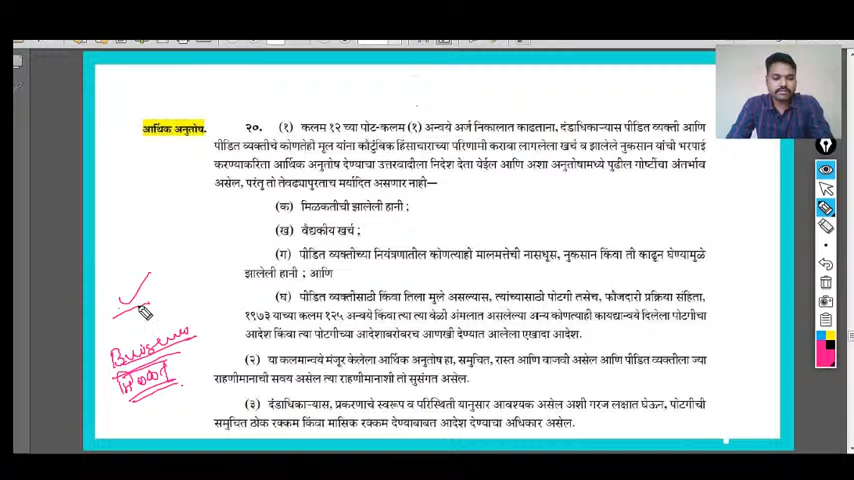 आर्थिक अनुतोष.
२०. (१) कलम १२ च्या पोट-कलम (१) अन्वये अर्ज निकालात काढताना, दंडाधिकाऱ्यास पीडित व्यक्ती आणि
पीडित व्यक्तीचे कोणतेही मूल यांना कौटुंबिक हिंसाचाराच्या परिणामी करावा लागलेला खर्च व झालेले नुकसान यांची भरपाई
करण्याकरिता आर्थिक अनुतोष देण्याचा उत्तरवादीला निदेश देता येईल आणि अशा अनुतोषामध्ये पुढील गोष्टींचा अंतर्भाव
असेल, परंतु तो तेवढ्यापुरताच मर्यादित असणार नाही—
(क) मिळकतीची झालेली हानी ;
(ख) वैद्यकीय खर्च ;
(ग) पीडित व्यक्तीच्या नियंत्रणातील कोणत्याही मालमत्तेची नासधूस, नुकसान किंवा ती काढून घेण्यामुळे
झालेली हानी ; आणि
(घ) पीडित व्यक्तीसाठी किंवा तिला मुले असल्यास, त्यांच्यासाठी पोटगी तसेच, फौजदारी प्रक्रिया संहिता,
१९७३ याच्या कलम १२५ अन्वये किंवा त्या त्या वेळी अंमलात असलेल्या अन्य कोणत्याही कायद्यान्वये दिलेला पोटगीचा
आदेश किंवा त्या पोटगीच्या आदेशाबरोबरच आणखी देण्यात आलेला एखादा आदेश.
(२) या कलमान्वये मंजूर केलेला आर्थिक अनुतोष हा, समुचित, रास्त आणि वाजवी असेल आणि पीडित व्यक्तीला ज्या
राहणीमानाची सवय असेल त्या राहणीमानाशी तो सुसंगत असेल.
(३) दंडाधिकाऱ्यास, प्रकरणाचे स्वरूप व परिस्थिती यानुसार आवश्यक असेल अशी गरज लक्षात घेऊन, पोटगीची
समुचित ठोक रक्कम किंवा मासिक रक्कम देण्याबाबत आदेश देण्याचा अधिकार असेल.